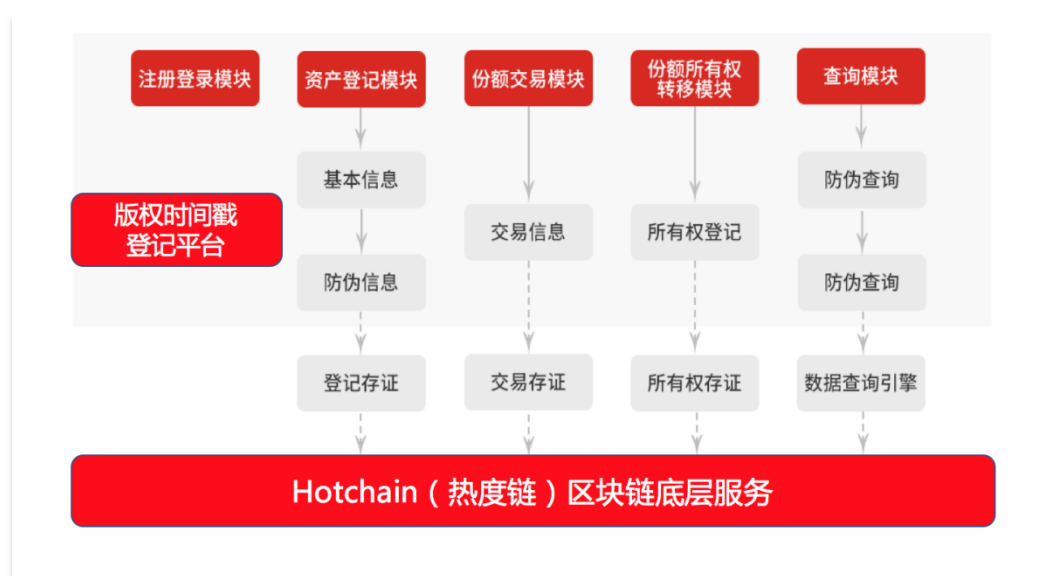 注册登录模块
资产登记模块
份额交易模块
份额所有权
转移模块
查询模块
基本信息
防伪查询
版权时间戳
登记平台
交易信息
所有权登记
防伪信息
防伪查询
登记存证
交易存证
所有权存证
数据查询引擎
Hotchain（热度链）区块链底层服务